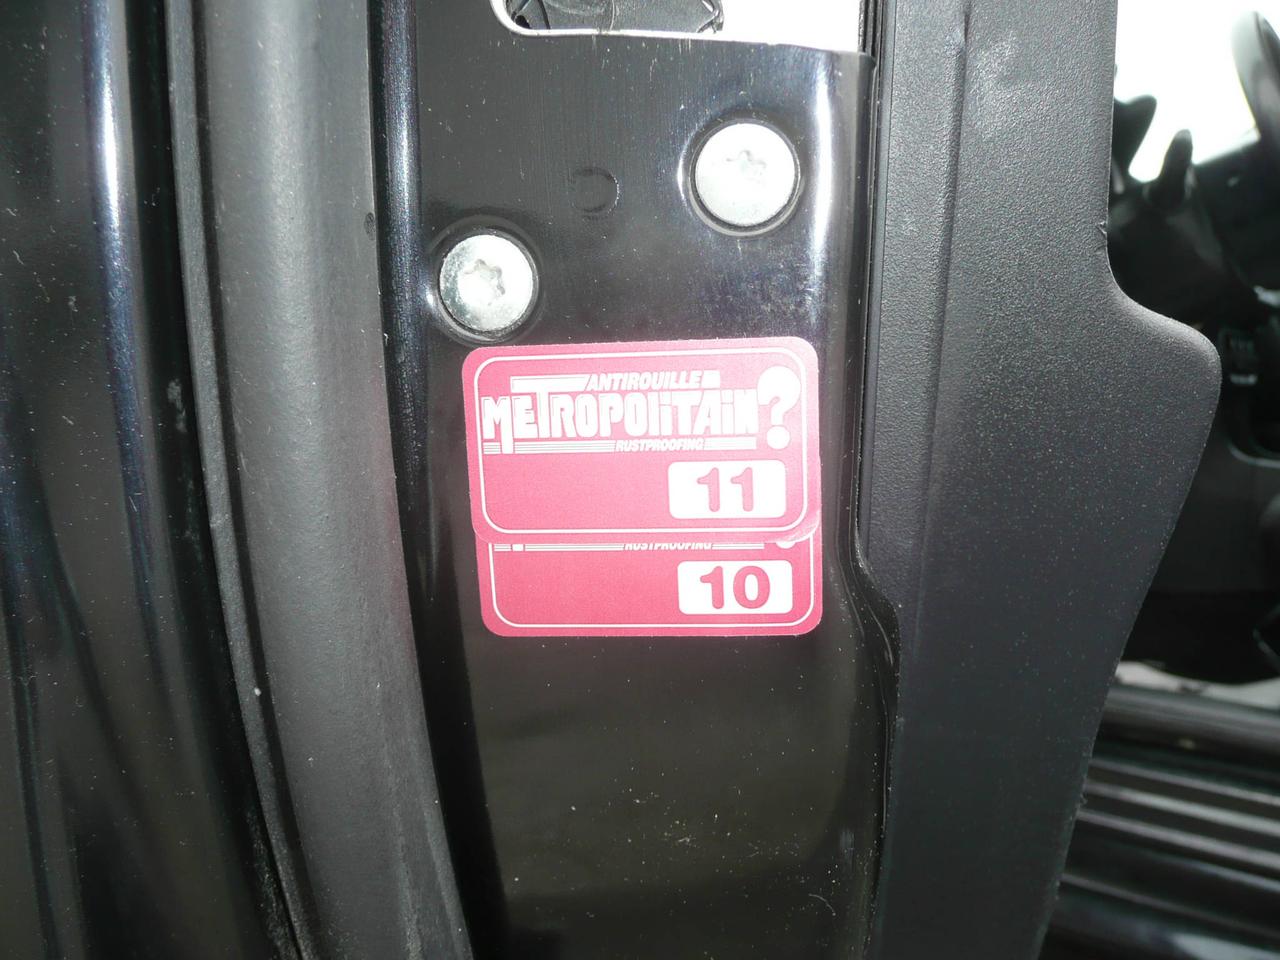 ANTIROUILLE
METROPOLITAIN?
RUSTPROOFING
11
RUSTPROOFING
10